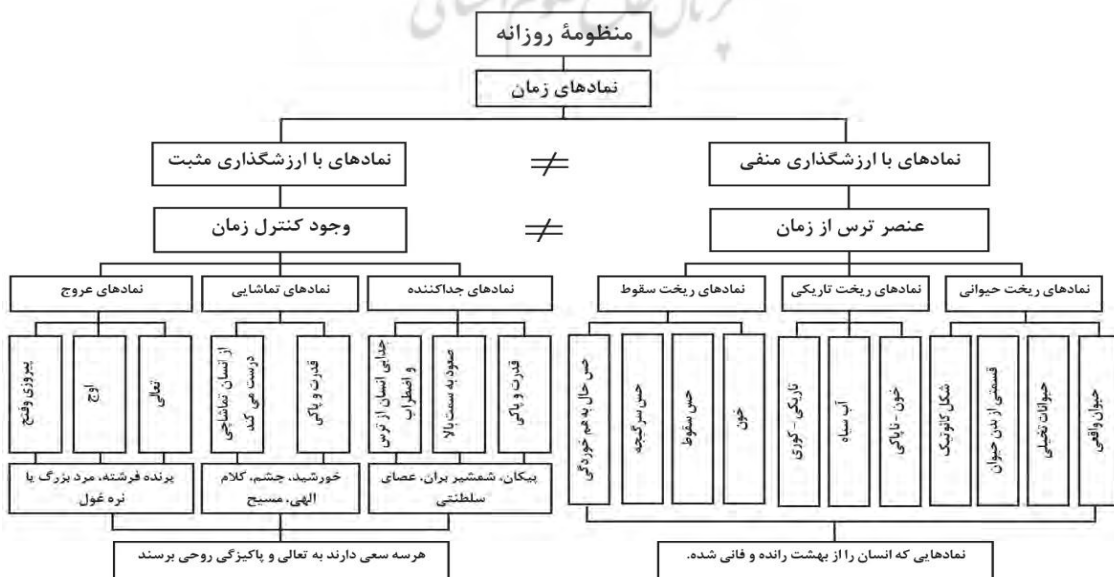 منظومهٔ روزانه
نمادهای زمان
نمادهای با ارزشگذاری منفی
≠
نمادهای با ارزشگذاری مثبت
عنصر ترس از زمان
≠
وجود کنترل زمان
نمادهای ریخت حیوانی
نمادهای ریخت تاریکی
نمادهای ریخت سقوط
نمادهای جداکننده
نمادهای تماشایی
نمادهای عروج
حیوان واقعی
حیوانات تخیلی
قسمتی از بدن حیوان
شکل کائوتیک
خون - ناپاکی
آب سیاه
تاریکی - کوری
خون
حس سقوط
حس سرگیجه
حس حال به هم خوردگی
قدرت و پاکی
صعود به سمت بالا
جدایی انسان از ترس
و اضطراب
قدرت و پاکی
از انسان تماشاچی
درست می کند
تعالی
اوج
پیروزی وفتح
پیکان، شمشیر بران، عصای
سلطنتی
خورشید، چشم، کلام
الهی، مسیح
پرنده فرشته، مرد بزرگ یا
نره غول
نمادهایی که انسان را از بهشت رانده و فانی شده.
هرسه سعی دارند به تعالی و پاکیزگی روحی برسند